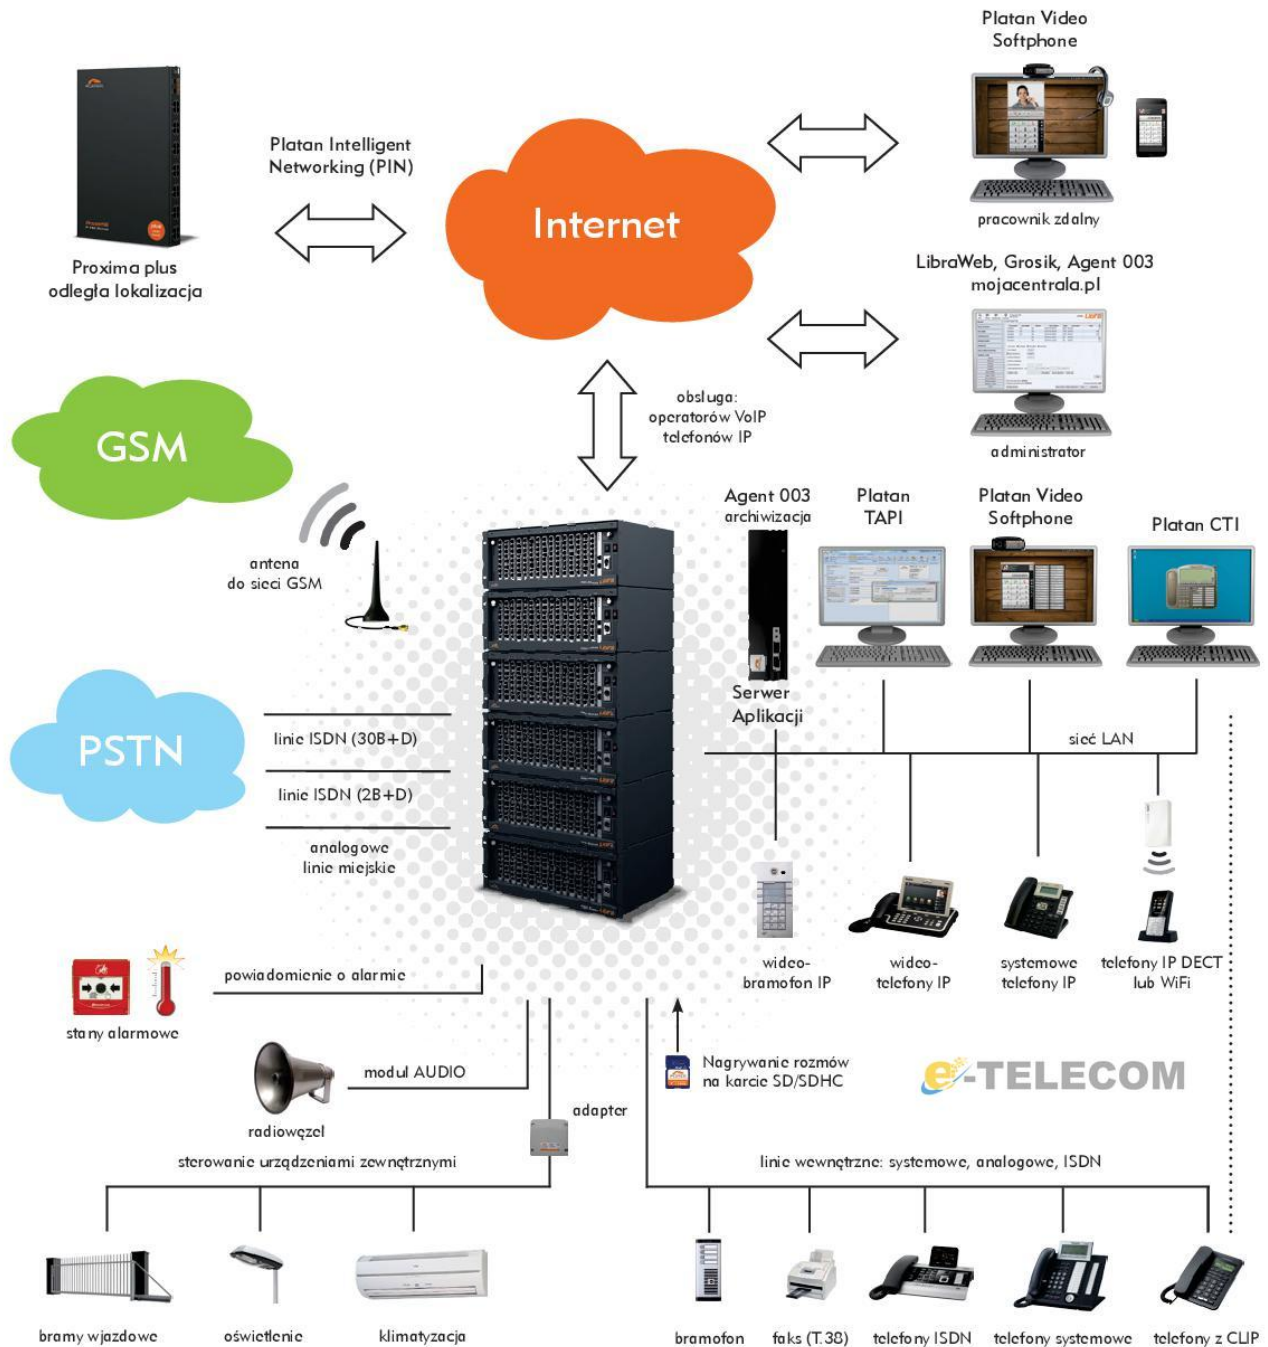 Platan Video
Softphone
Platan Intelligent
Networking (PIN)
Internet
pracownik zdalny
Proxima plus
odległa lokalizacja
LibraWeb, Grosik, Agent 003
mojacentrala.pl
administrator
obsługa:
operatorów VoIP
telefonów IP
GSM
antena
do sieci GSM
Agent 003
archiwizacja
Platan
TAPI
Platan Video
Softphone
Platan CTI
Serwer
Aplikacji
sieć LAN
PSTN
linie ISDN (30B+D)
linie ISDN (2B+D)
analogowe
linie miejskie
wideo-
bramofon IP
wideo-
telefony IP
systemowe
telefony IP
telefony IP DECT
lub WiFi
powiadomienie o alarmie
stany alarmowe
moduł AUDIO
radiowęzeł
adapter
Nagrywanie rozmów
na karcie SD/SDHC
e-TELECOM
sterowanie urządzeniami zewnętrznymi
linie wewnętrzne: systemowe, analogowe, ISDN
bramy wjazdowe
oświetlenie
klimatyzacja
bramofon
faks (T.38)
telefony ISDN
telefony systemowe
telefony z CLIP